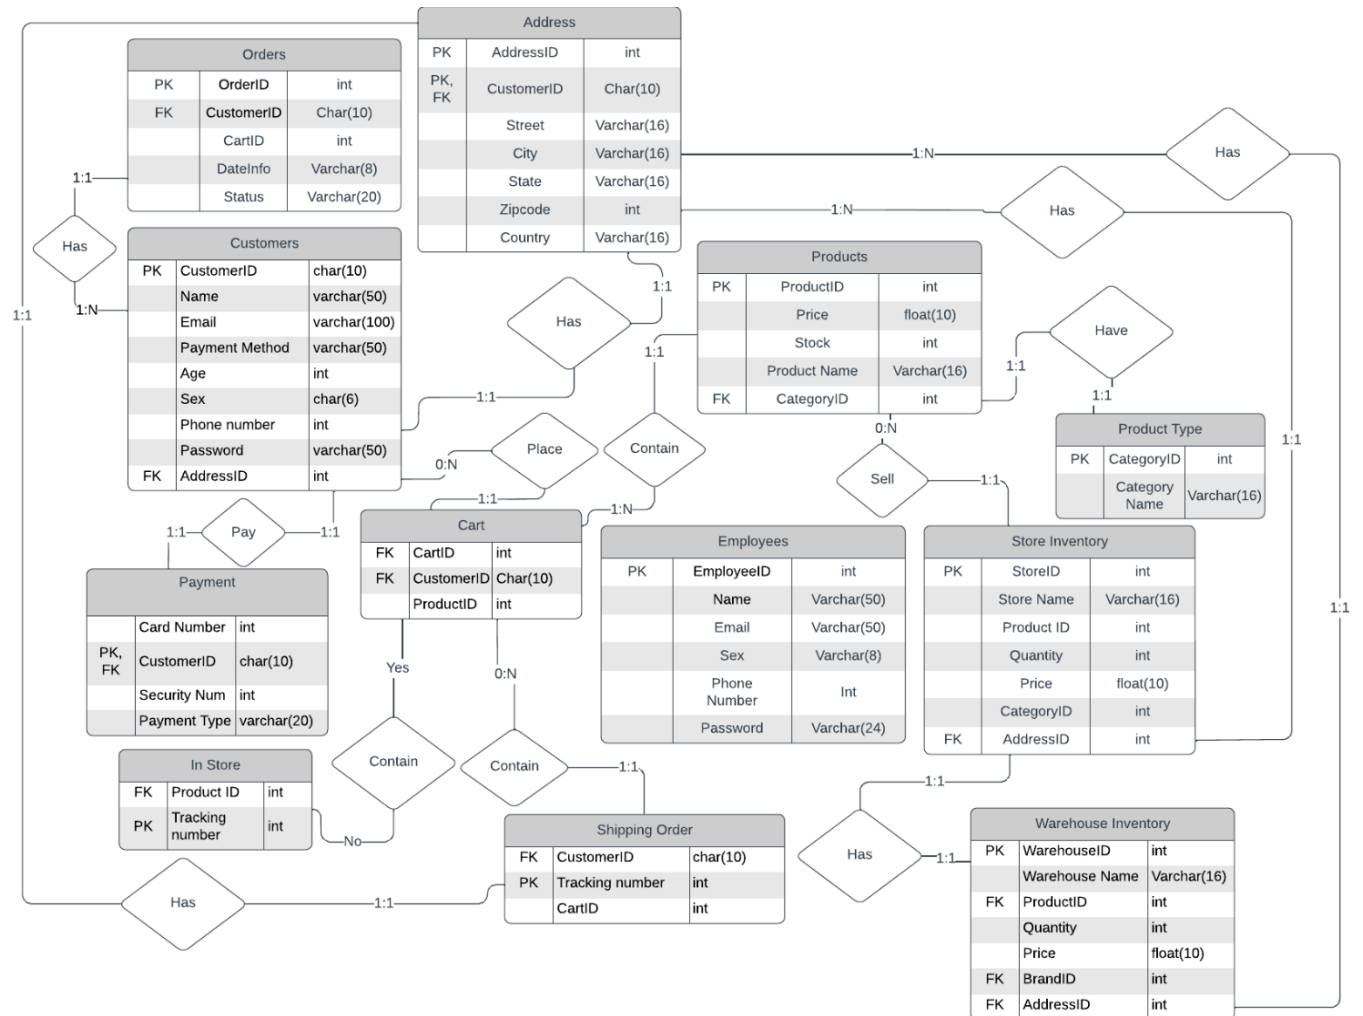 Address
PK AddressID int
PK, FK CustomerID Char(10)
Street Varchar(16)
City Varchar(16)
State Varchar(16)
Zipcode int
Country Varchar(16)
Orders
PK OrderID int
FK CustomerID Char(10)
CartID int
DateInfo Varchar(8)
Status Varchar(20)
1:1
Has
1:N
1:1
Customers
PK CustomerID char(10)
Name varchar(50)
Email varchar(100)
Payment Method varchar(50)
Age int
Sex char(6)
Phone number int
Password varchar(50)
FK AddressID int
1:N
Has
1:N
Has
1:1
Has
1:1
Products
PK ProductID int
Price float(10)
Stock int
Product Name Varchar(16)
FK CategoryID int
1:1
Have
1:1
Product Type
PK CategoryID int
Category Name Varchar(16)
1:1
1:1
Place
0:N
1:1
Contain
1:N
0:N
Sell
1:1
1:1
Pay
1:1
Cart
FK CartID int
FK CustomerID Char(10)
ProductID int
Employees
PK EmployeeID int
Name Varchar(50)
Email Varchar(50)
Sex Varchar(8)
Phone Number Int
Password Varchar(24)
Store Inventory
PK StoreID int
Store Name Varchar(16)
Product ID int
Quantity int
Price float(10)
CategoryID int
FK AddressID int
1:1
Payment
Card Number int
PK, FK CustomerID char(10)
Security Num int
Payment Type varchar(20)
Yes
Contain
No
0:N
Contain
1:1
In Store
FK Product ID int
PK Tracking number int
Shipping Order
FK CustomerID char(10)
PK Tracking number int
CartID int
Has
1:1
1:1
Has
1:1
Warehouse Inventory
PK WarehouseID int
Warehouse Name Varchar(16)
FK ProductID int
Quantity int
Price float(10)
FK BrandID int
FK AddressID int